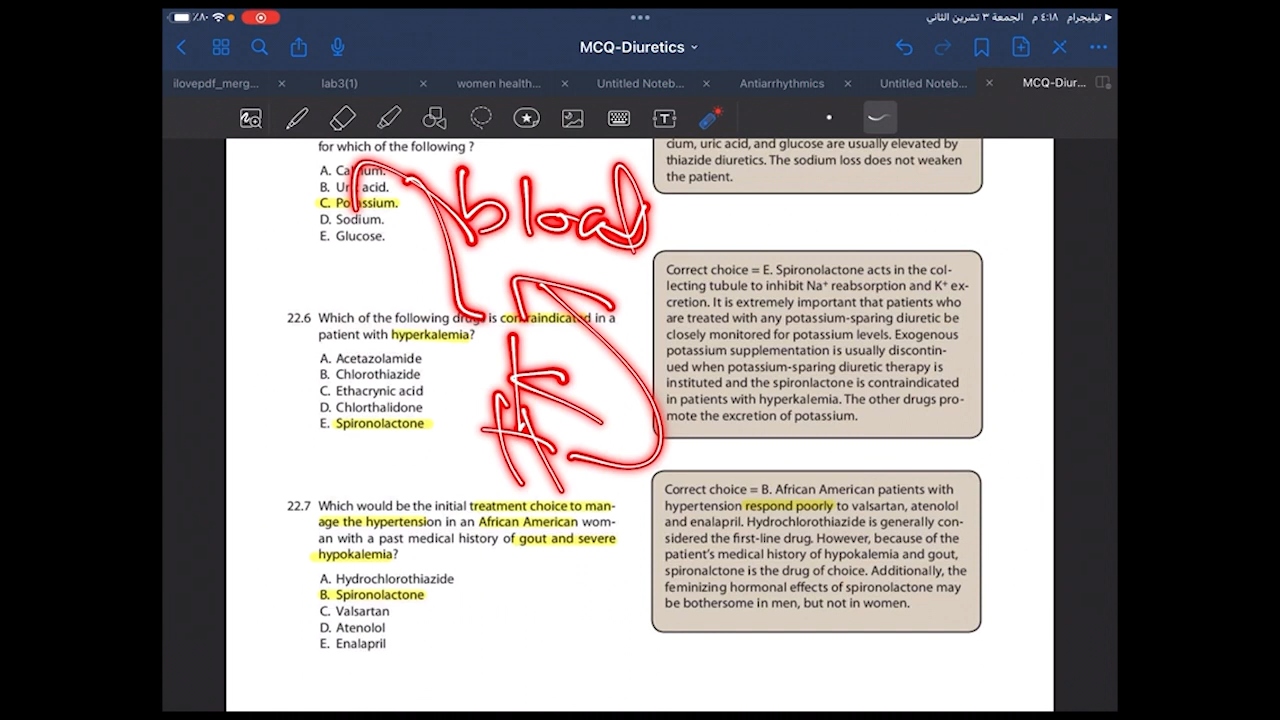 ٪٨٠
◀ تيليجرام ٤:١٨ م الجمعة ٣ تشرين الثاني
MCQ-Diuretics
ilovepdf_merg...
lab3(1)
women health...
Untitled Noteb...
Antiarrhythmics
Untitled Noteb...
MCQ-Diur...
for which of the following ?
A. Calcium.
B. Uric acid.
C. Potassium.
D. Sodium.
E. Glucose.
cium, uric acid, and glucose are usually elevated by
thiazide diuretics. The sodium loss does not weaken
the patient.
blood
22.6 Which of the following drugs is contraindicated in a
patient with hyperkalemia?
A. Acetazolamide
B. Chlorothiazide
C. Ethacrynic acid
D. Chlorthalidone
E. Spironolactone
Correct choice = E. Spironolactone acts in the col-
lecting tubule to inhibit Na⁺ reabsorption and K⁺ ex-
cretion. It is extremely important that patients who
are treated with any potassium-sparing diuretic be
closely monitored for potassium levels. Exogenous
potassium supplementation is usually discontin-
ued when potassium-sparing diuretic therapy is
instituted and the spironlactone is contraindicated
in patients with hyperkalemia. The other drugs pro-
mote the excretion of potassium.
22.7 Which would be the initial treatment choice to man-
age the hypertension in an African American wom-
an with a past medical history of gout and severe
hypokalemia?
A. Hydrochlorothiazide
B. Spironolactone
C. Valsartan
D. Atenolol
E. Enalapril
Correct choice = B. African American patients with
hypertension respond poorly to valsartan, atenolol
and enalapril. Hydrochlorothiazide is generally con-
sidered the first-line drug. However, because of the
patient's medical history of hypokalemia and gout,
spironalctone is the drug of choice. Additionally, the
feminizing hormonal effects of spironolactone may
be bothersome in men, but not in women.